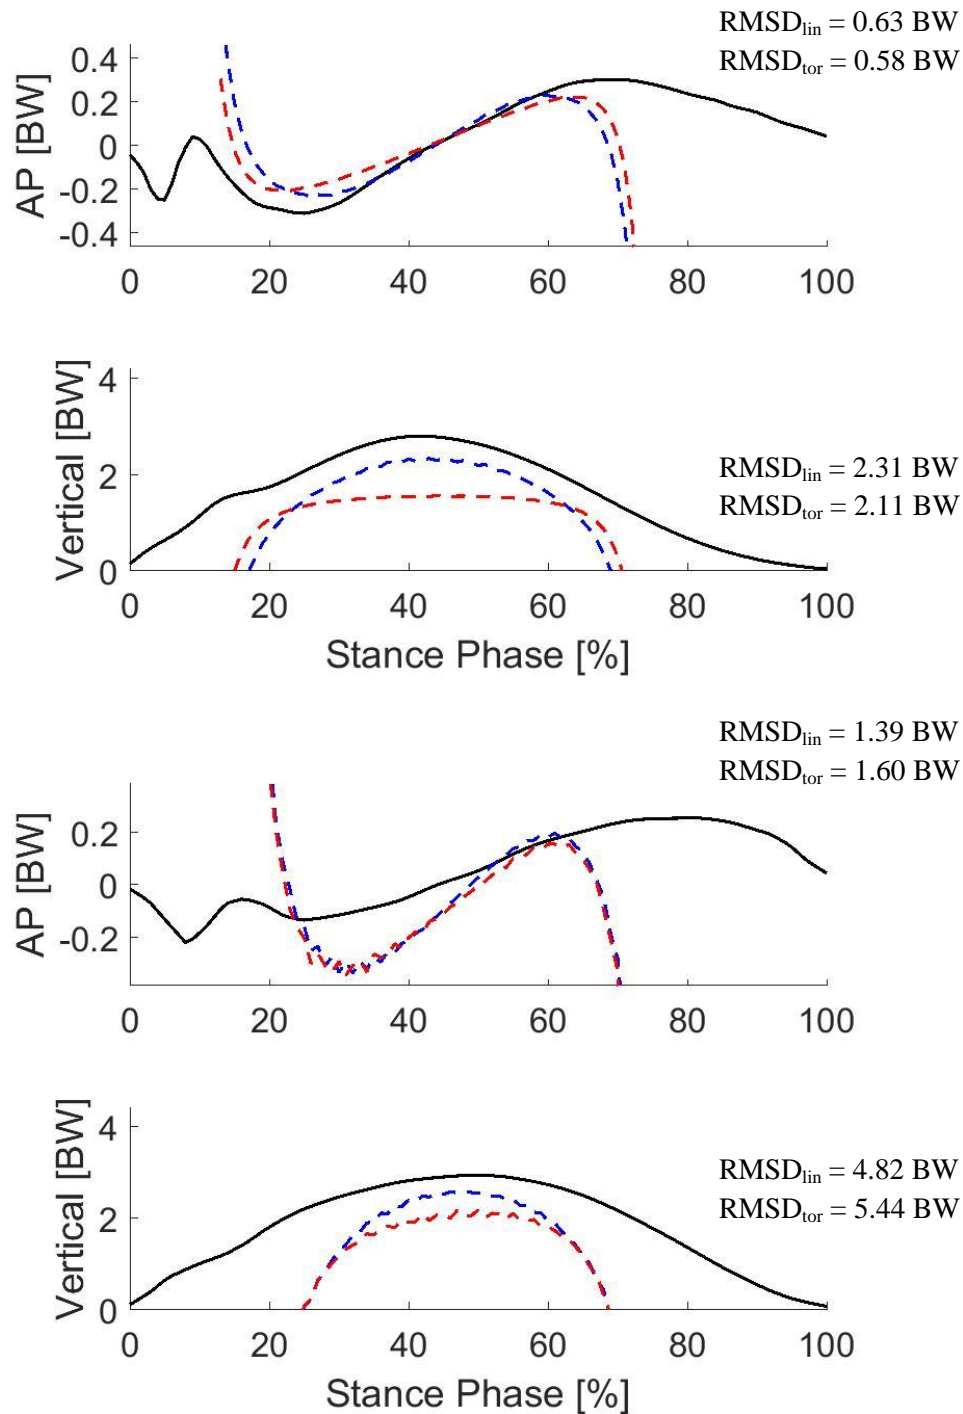 RMSDlin = 0.63 BW
RMSDtor = 0.58 BW
AP [BW]
0.4
0.2
0
-0.2
-0.4
0 20 40 60 80 100
Vertical [BW]
4
2
0
RMSDlin = 2.31 BW
RMSDtor = 2.11 BW
0 20 40 60 80 100
Stance Phase [%]
RMSDlin = 1.39 BW
RMSDtor = 1.60 BW
AP [BW]
0.2
0
-0.2
0 20 40 60 80 100
Vertical [BW]
4
2
0
RMSDlin = 4.82 BW
RMSDtor = 5.44 BW
0 20 40 60 80 100
Stance Phase [%]